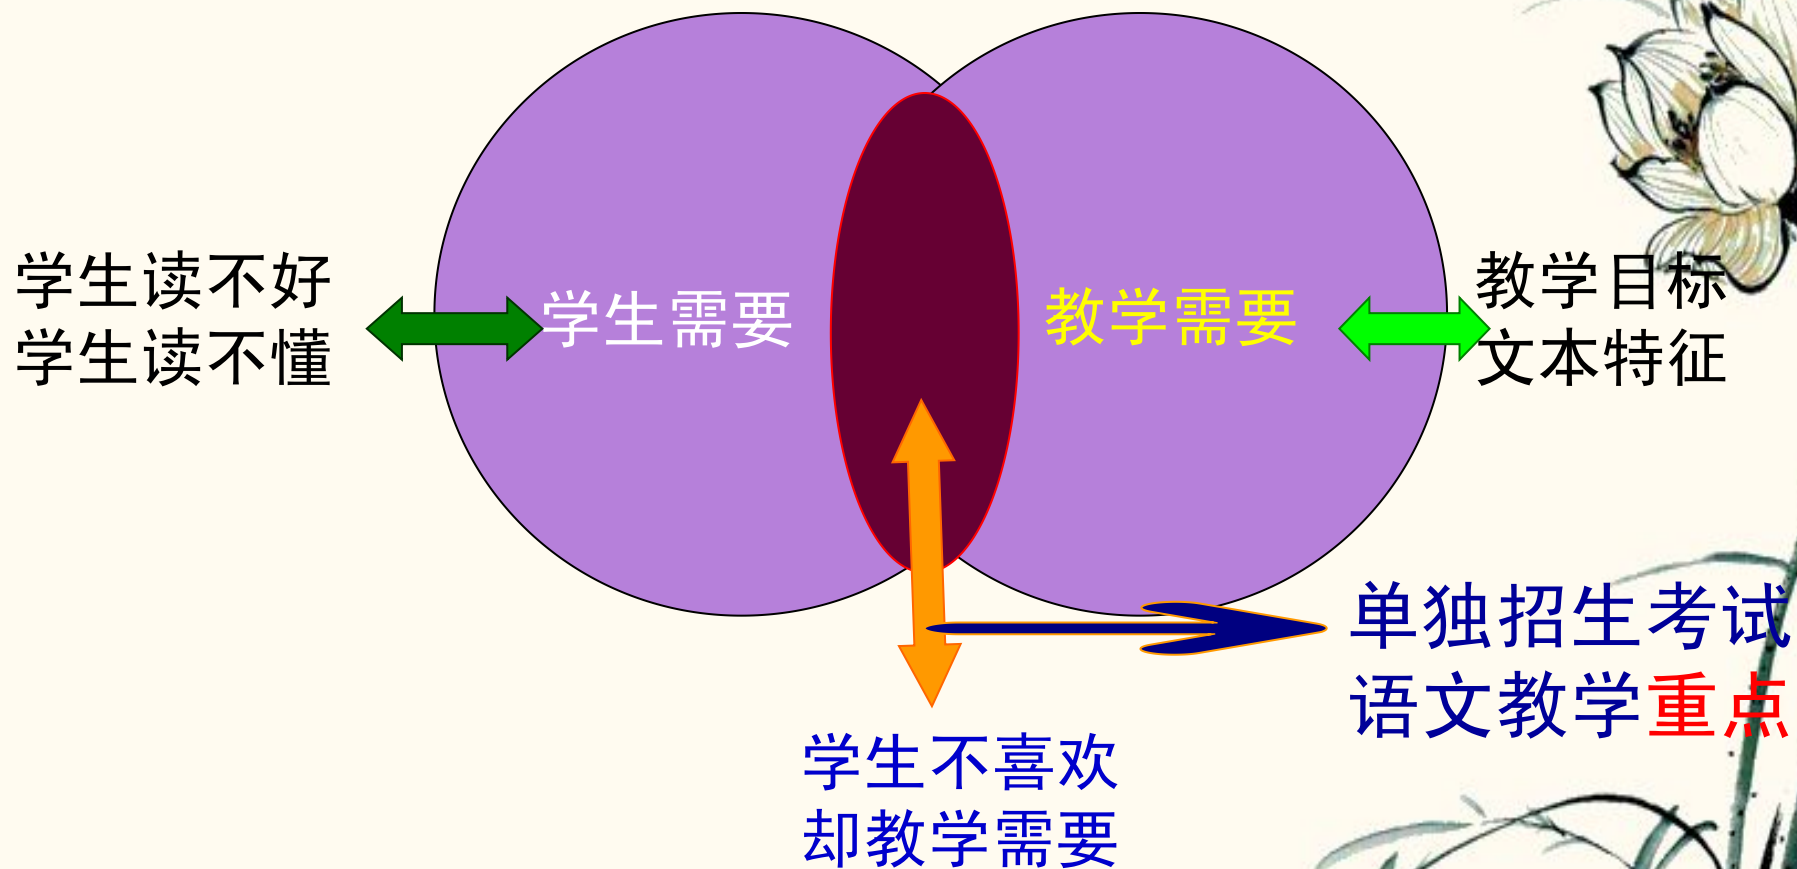 学生读不好
学生读不懂
学生需要
教学需要
教学目标
文本特征
单独招生考试
语文教学重点
学生不喜欢
却教学需要